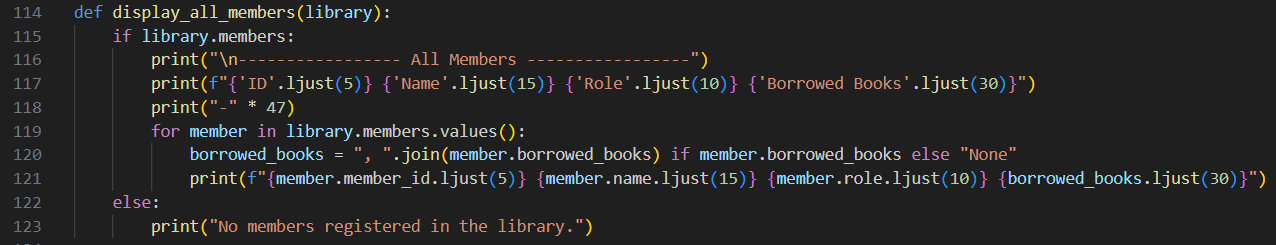 114 def display_all_members(library):
115     if library.members:
116         print("\n----------------- All Members -----------------")
117         print(f"{'ID'.ljust(5)} {'Name'.ljust(15)} {'Role'.ljust(10)} {'Borrowed Books'.ljust(30)}")
118         print("-" * 47)
119         for member in library.members.values():
120             borrowed_books = ", ".join(member.borrowed_books) if member.borrowed_books else "None"
121             print(f"{member.member_id.ljust(5)} {member.name.ljust(15)} {member.role.ljust(10)} {borrowed_books.ljust(30)}")
122     else:
123         print("No members registered in the library.")